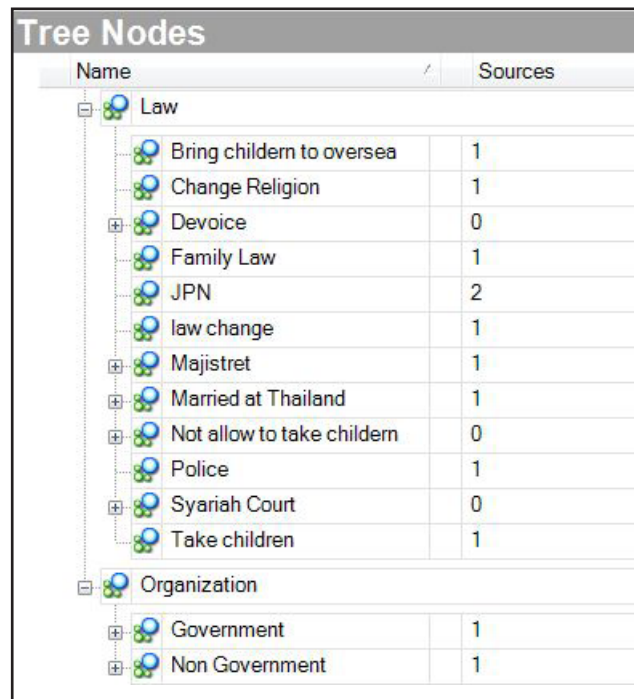 Tree Nodes
Name Sources
Law
Bring childern to oversea 1
Change Religion 1
Devoice 0
Family Law 1
JPN 2
law change 1
Majistret 1
Married at Thailand 1
Not allow to take childern 0
Police 1
Syariah Court 0
Take children 1
Organization
Government 1
Non Government 1